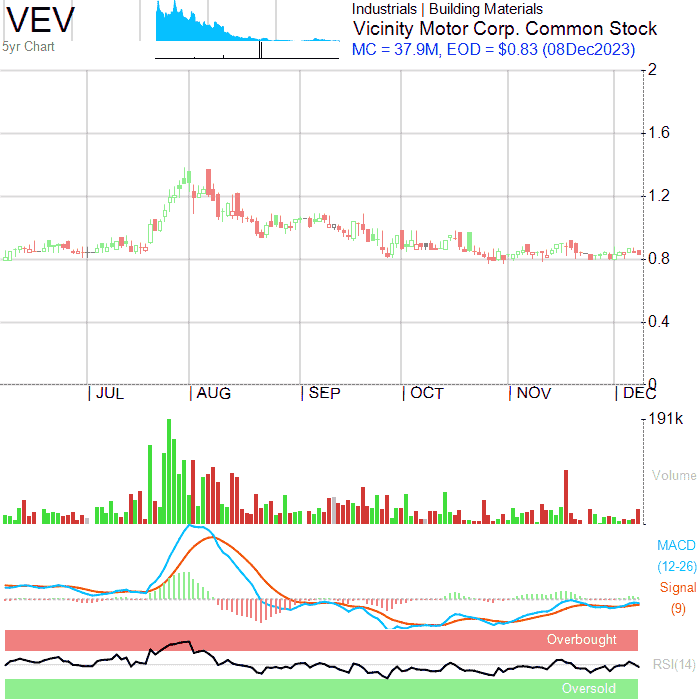 VEV
5yr Chart
Industrials | Building Materials
Vicinity Motor Corp. Common Stock
MC = 37.9M, EOD = $0.83 (08Dec2023)
2
1.6
1.2
0.8
0.4
0
JUL
AUG
SEP
OCT
NOV
DEC
191k
Volume
MACD
(12-26)
Signal
(9)
Overbought
RSI(14)
Oversold